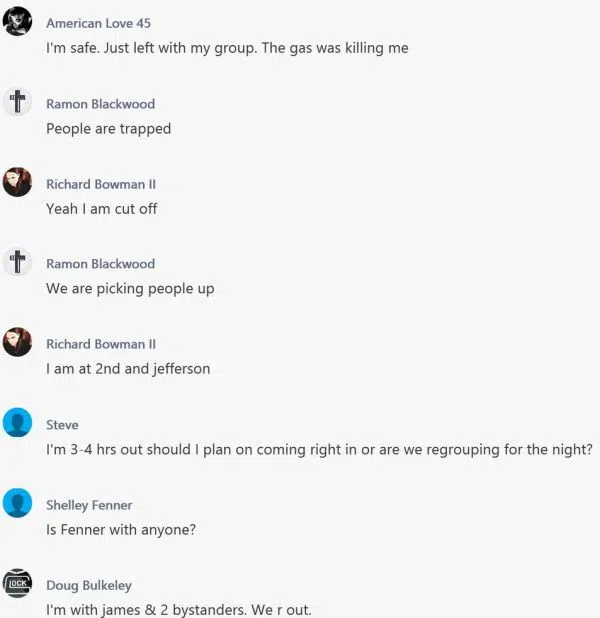 American Love 45
I'm safe. Just left with my group. The gas was killing me
Ramon Blackwood
People are trapped
Richard Bowman II
Yeah I am cut off
Ramon Blackwood
We are picking people up
Richard Bowman II
I am at 2nd and jefferson
Steve
I'm 3-4 hrs out should I plan on coming right in or are we regrouping for the night?
Shelley Fenner
Is Fenner with anyone?
LOCK
Doug Bulkeley
I'm with james & 2 bystanders. We r out.